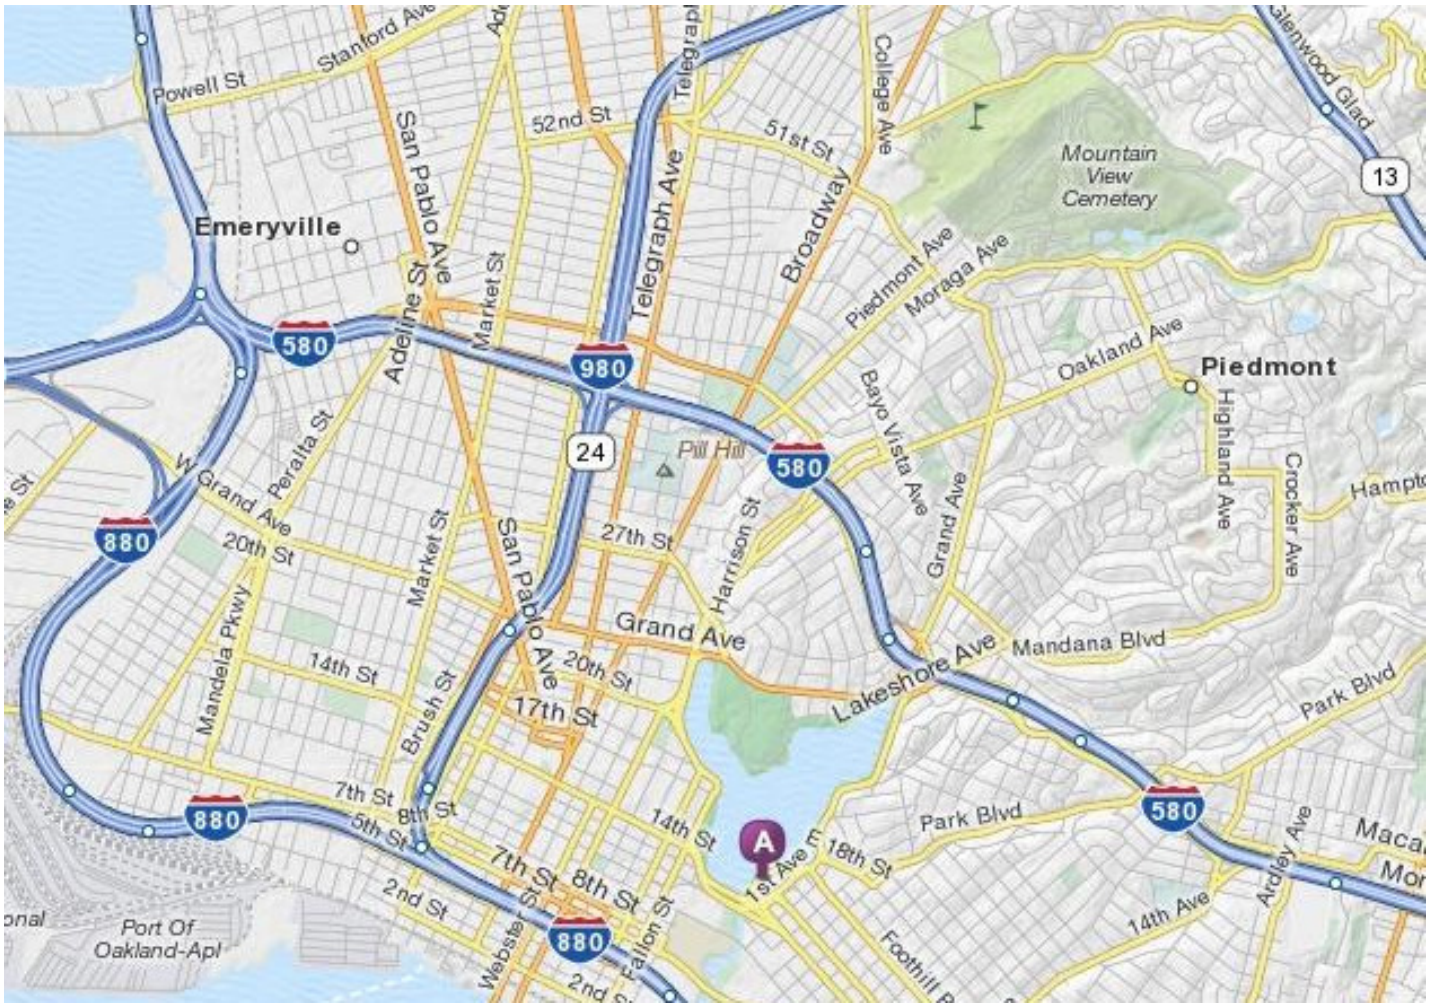 Stanford Ave
Powell St
Telegraph
College Ave
Glenwood Glad
52nd St
51st St
San Pablo Ave
Telegraph Ave
Mountain
View
Cemetery
13
Emeryville
Broadway
Piedmont Ave
Moraga Ave
Adeline St
Market St
580
980
Oakland Ave
Piedmont
Bayo Vista Ave
Highland Ave
Peralta St
24
Pill Hill
580
Crocker Ave
W Grand Ave
Grand Ave
880
20th St
Market St
San Pablo Ave
27th St
Harrison St
Mandela Pkwy
Grand Ave
Mandana Blvd
14th St
20th St
Lakeshore Ave
Park Blvd
Brush St
17th St
7th St
8th St
880
5th St
14th St
A
1st Ave E
18th St
Park Blvd
580
Ardley Ave
7th St
8th St
2nd St
14th Ave
Port Of
Oakland-Apl
Webster St
880
Fallon St
Foothill
2nd St